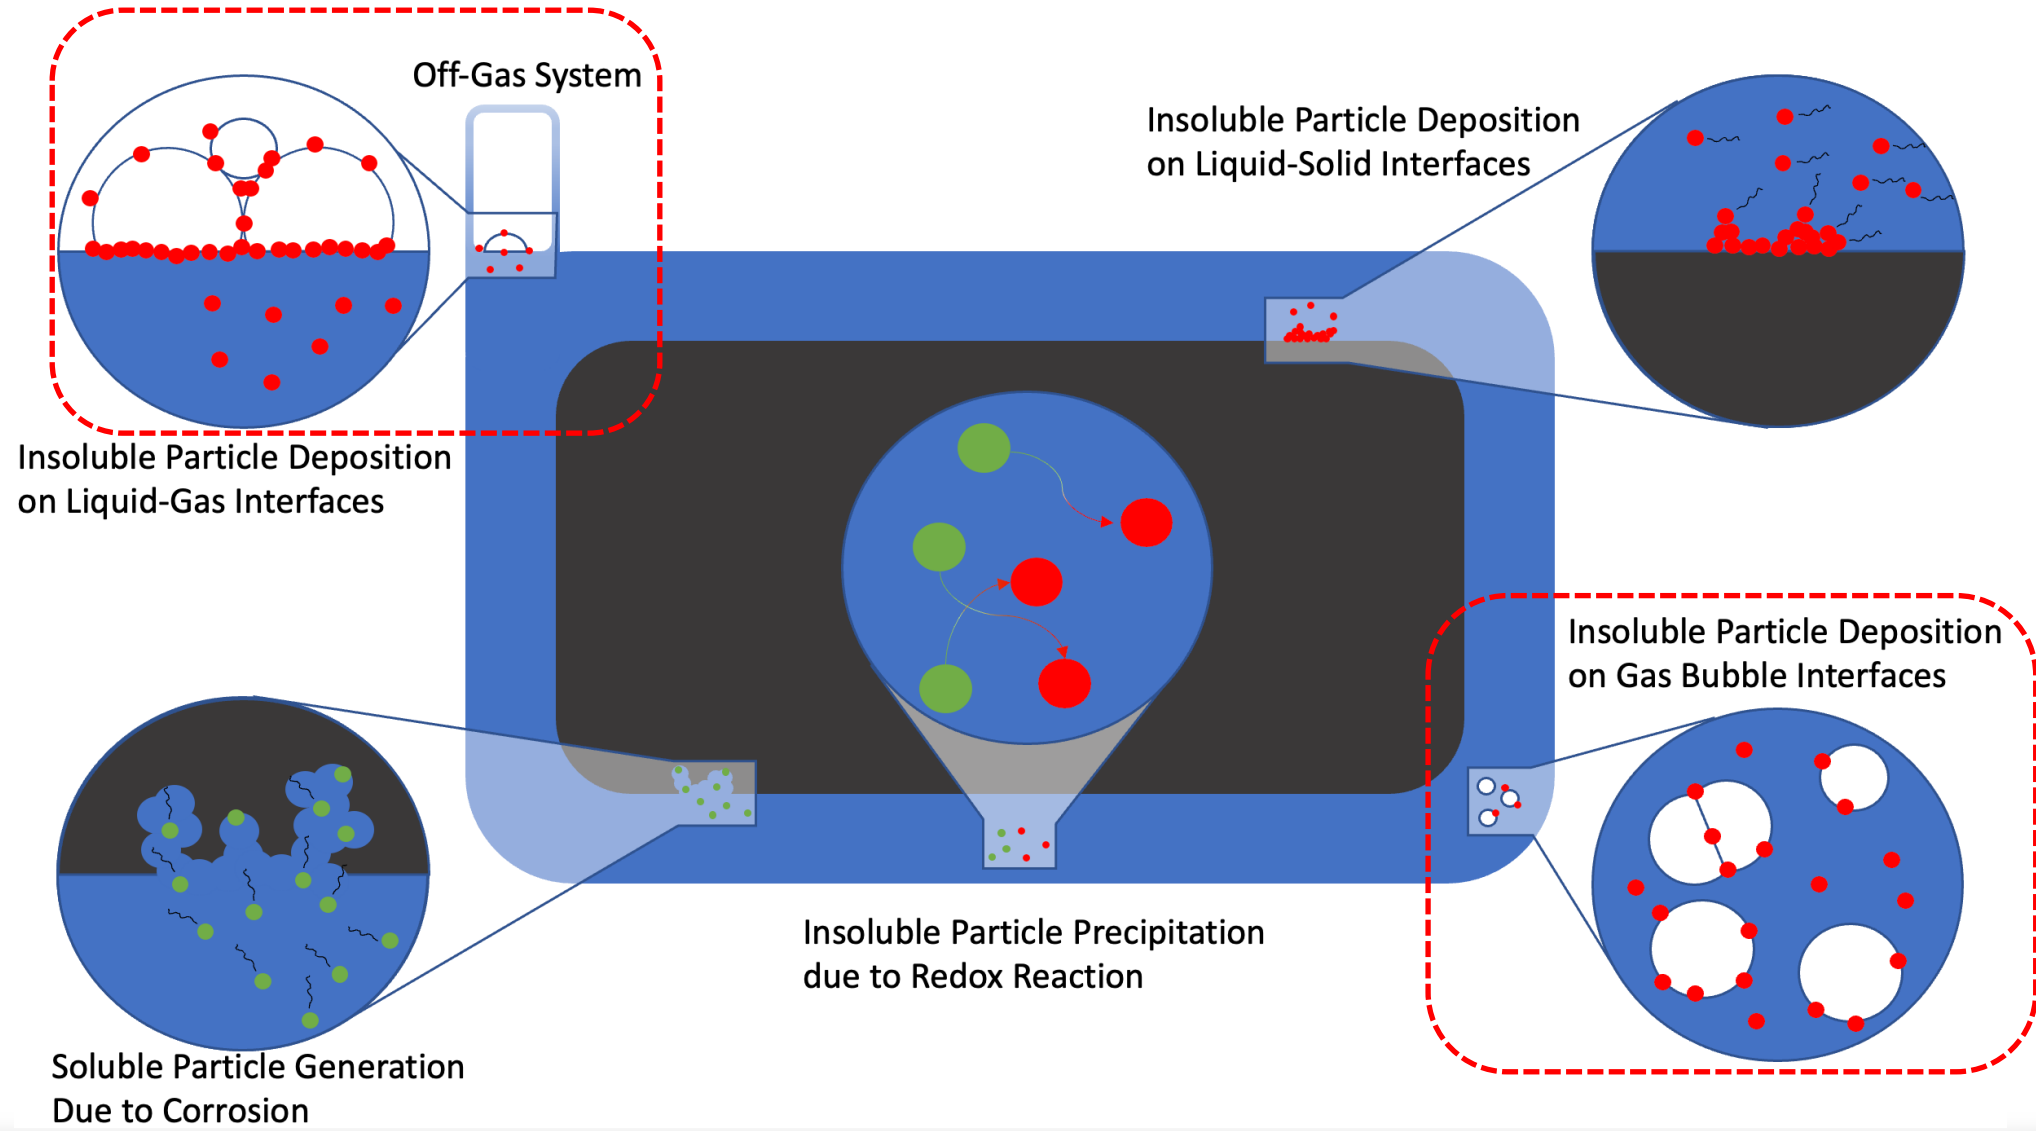 Off-Gas System
Insoluble Particle Deposition
on Liquid-Solid Interfaces
Insoluble Particle Deposition
on Liquid-Gas Interfaces
Insoluble Particle Deposition
on Gas Bubble Interfaces
Insoluble Particle Precipitation
due to Redox Reaction
Soluble Particle Generation
Due to Corrosion